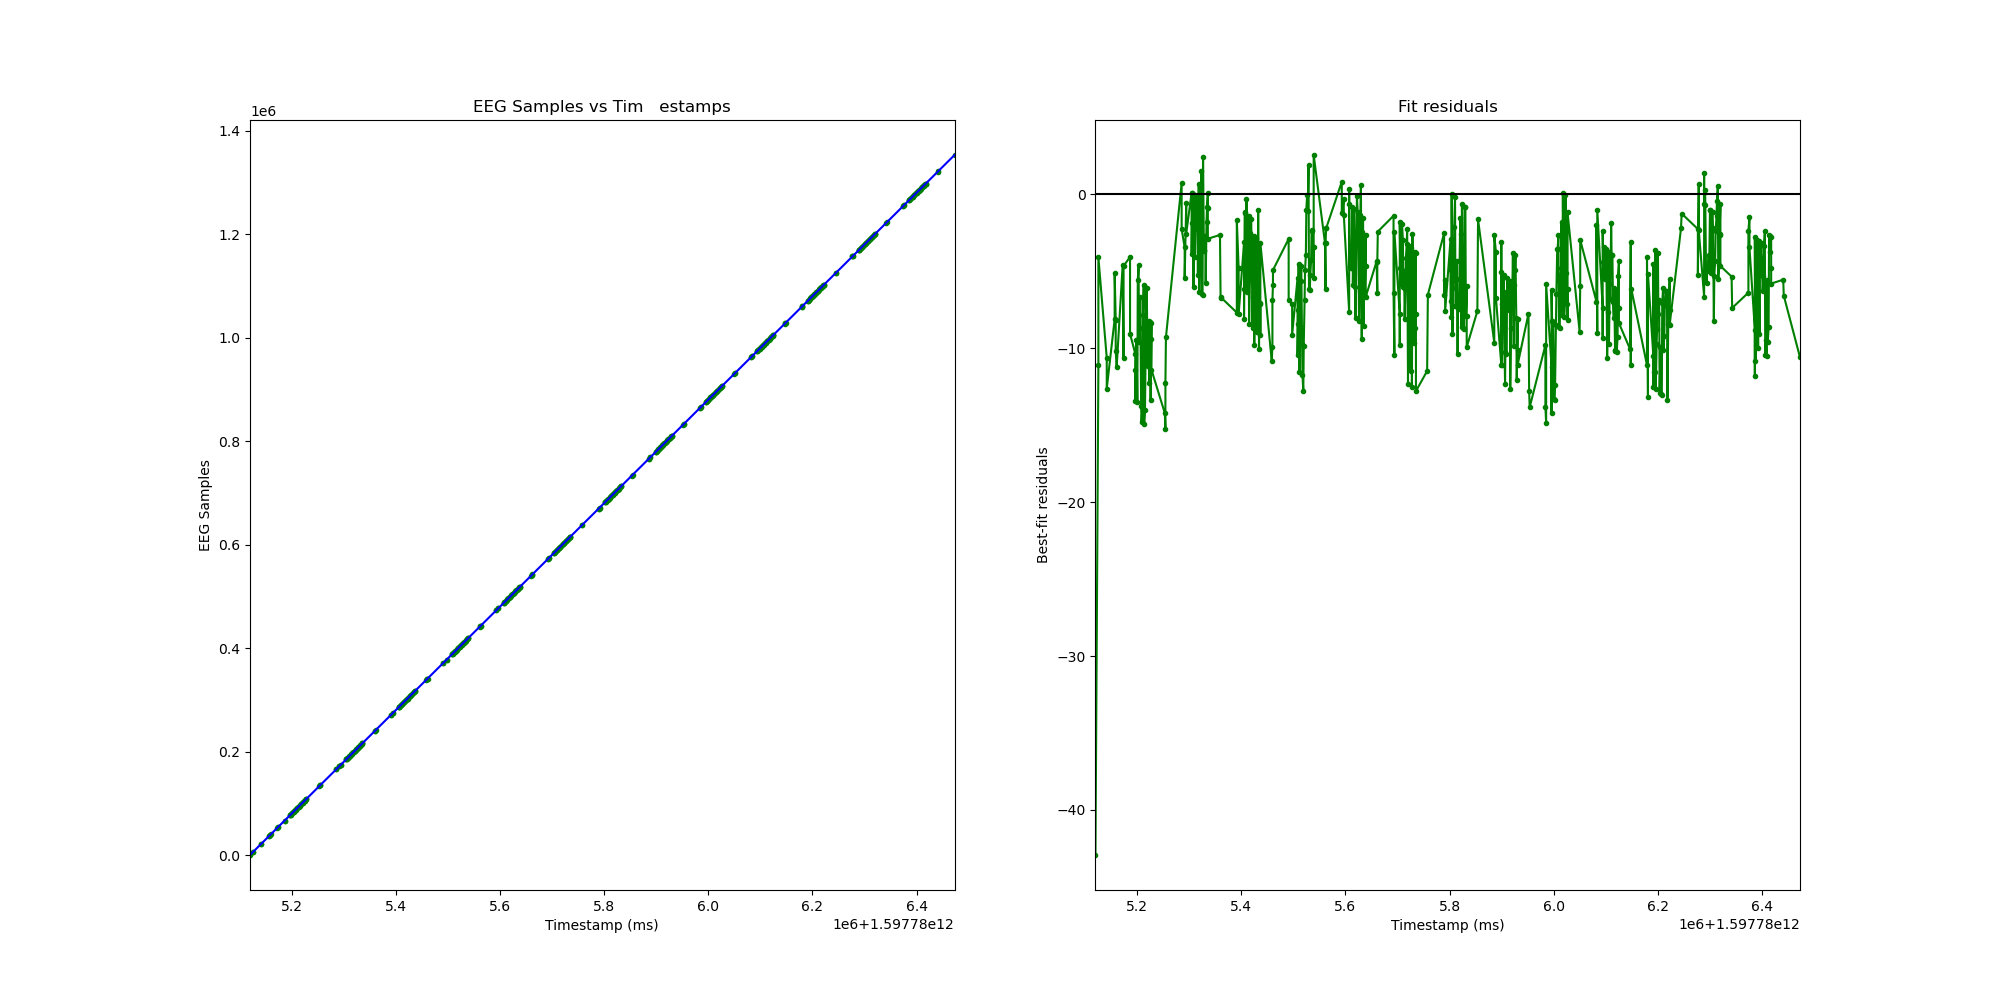 EEG Samples vs Tim   estamps
1e6
1.4
1.2
1.0
0.8
0.6
0.4
0.2
0.0
EEG Samples
5.2 5.4 5.6 5.8 6.0 6.2 6.4
Timestamp (ms)
1e6+1.59778e12
Fit residuals
0
−10
−20
−30
−40
Best-fit residuals
5.2 5.4 5.6 5.8 6.0 6.2 6.4
Timestamp (ms)
1e6+1.59778e12